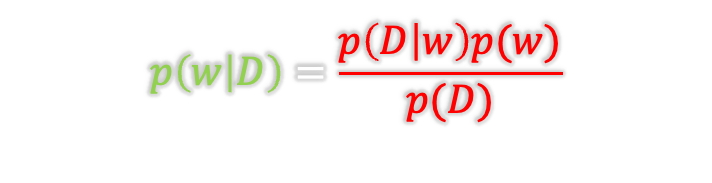 p(w|D) = p(D|w)p(w) / p(D)